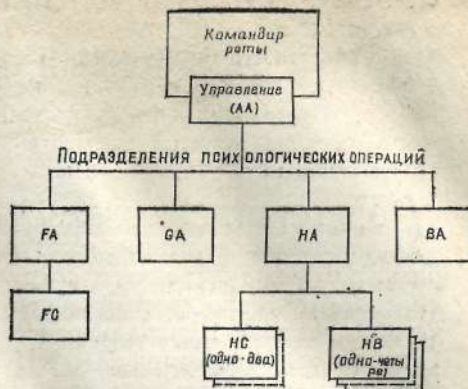 Командир
роты
Управление
(АА)
ПОДРАЗДЕЛЕНИЯ ПСИХОЛОГИЧЕСКИХ ОПЕРАЦИЙ
FA
GA
HA
BA
FC
HC
(одно-два)
HB
(одно-четы
ре)